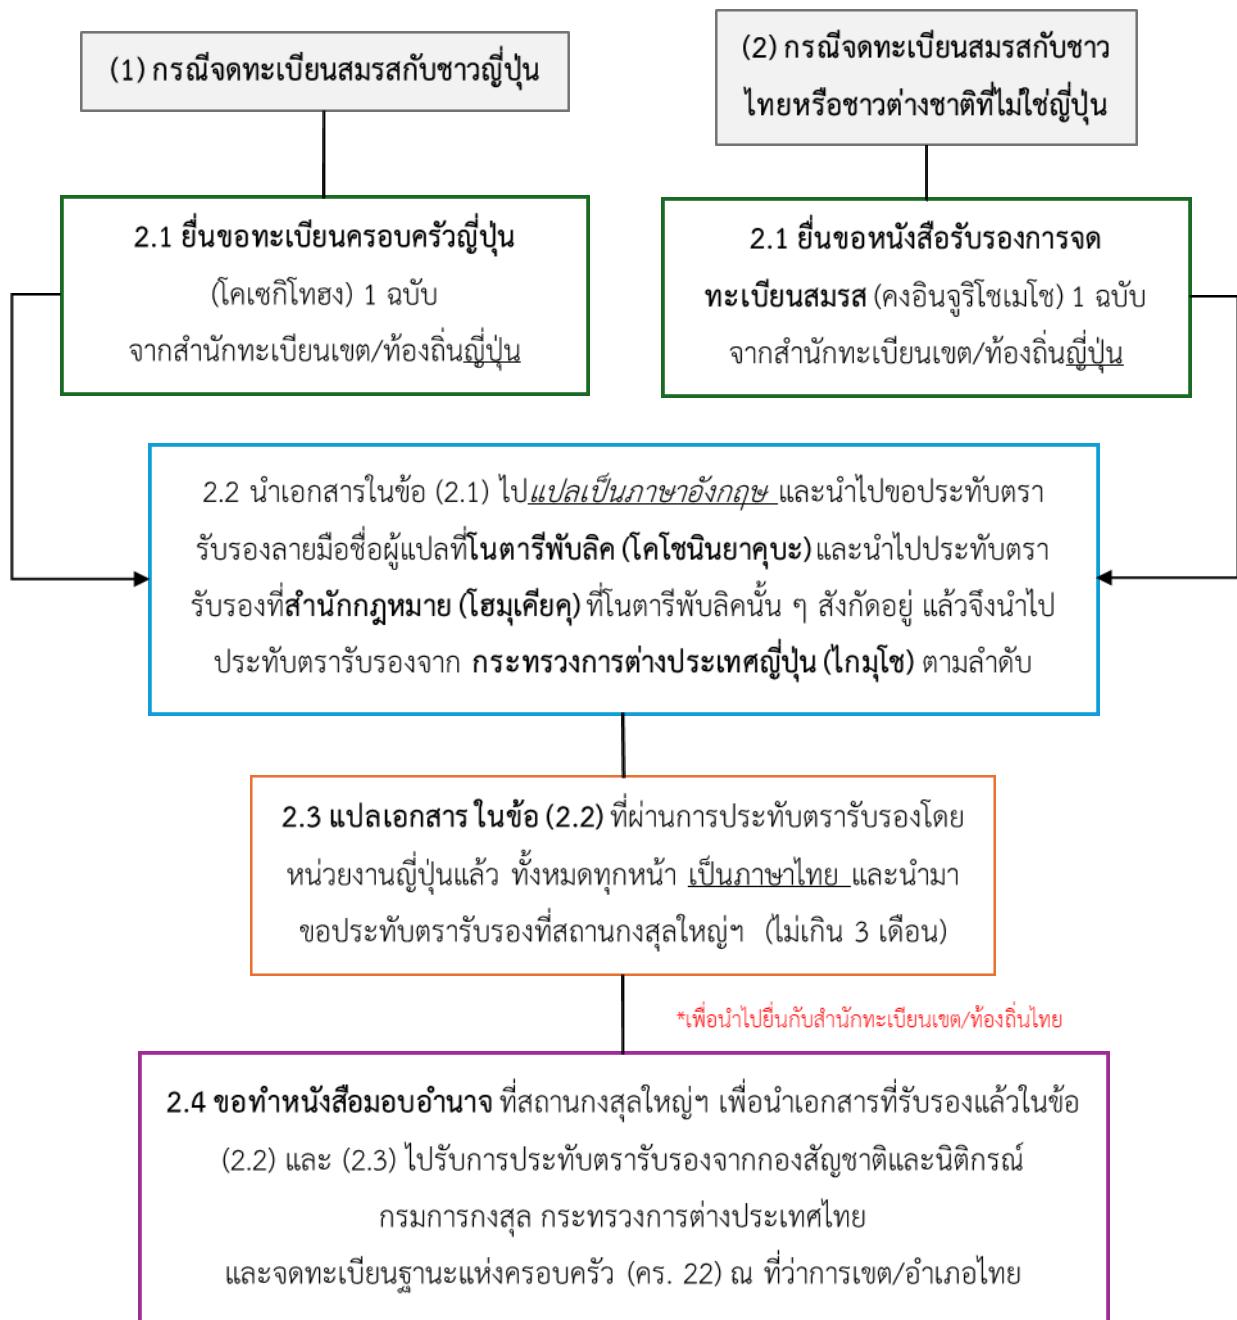 (1) กรณีจดทะเบียนสมรสกับชาวญี่ปุ่น
(2) กรณีจดทะเบียนสมรสกับชาว
ไทยหรือชาวต่างชาติที่ไม่ใช่ญี่ปุ่น
2.1 ยื่นขอทะเบียนครอบครัวญี่ปุ่น
(โคเซกิโทฮง) 1 ฉบับ
จากสำนักทะเบียนเขต/ท้องถิ่นญี่ปุ่น
2.1 ยื่นขอหนังสือรับรองการจด
ทะเบียนสมรส (คงอินจูริโชเมโช) 1 ฉบับ
จากสำนักทะเบียนเขต/ท้องถิ่นญี่ปุ่น
2.2 นำเอกสารในข้อ (2.1) ไปแปลเป็นภาษาอังกฤษ และนำไปขอประทับตรา
รับรองลายมือชื่อผู้แปลที่โนตารีพับลิค (โคโชนินยาคุบะ) และนำไปประทับตรา
รับรองที่สำนักกฎหมาย (โฮมุเคียคุ) ที่โนตารีพับลิคนั้น ๆ สังกัดอยู่ แล้วจึงนำไป
ประทับตรารับรองจาก กระทรวงการต่างประเทศญี่ปุ่น (ไกมุโช) ตามลำดับ
2.3 แปลเอกสาร ในข้อ (2.2) ที่ผ่านการประทับตรารับรองโดย
หน่วยงานญี่ปุ่นแล้ว ทั้งหมดทุกหน้า เป็นภาษาไทย และนำมา
ขอประทับตรารับรองที่สถานกงสุลใหญ่ฯ (ไม่เกิน 3 เดือน)
*เพื่อนำไปยื่นกับสำนักทะเบียนเขต/ท้องถิ่นไทย
2.4 ขอทำหนังสือมอบอำนาจ ที่สถานกงสุลใหญ่ฯ เพื่อนำเอกสารที่รับรองแล้วในข้อ
(2.2) และ (2.3) ไปรับการประทับตรารับรองจากกองสัญชาติและนิติกรณ์
กรมการกงสุล กระทรวงการต่างประเทศไทย
และจดทะเบียนฐานะแห่งครอบครัว (คร. 22) ณ ที่ว่าการเขต/อำเภอไทย